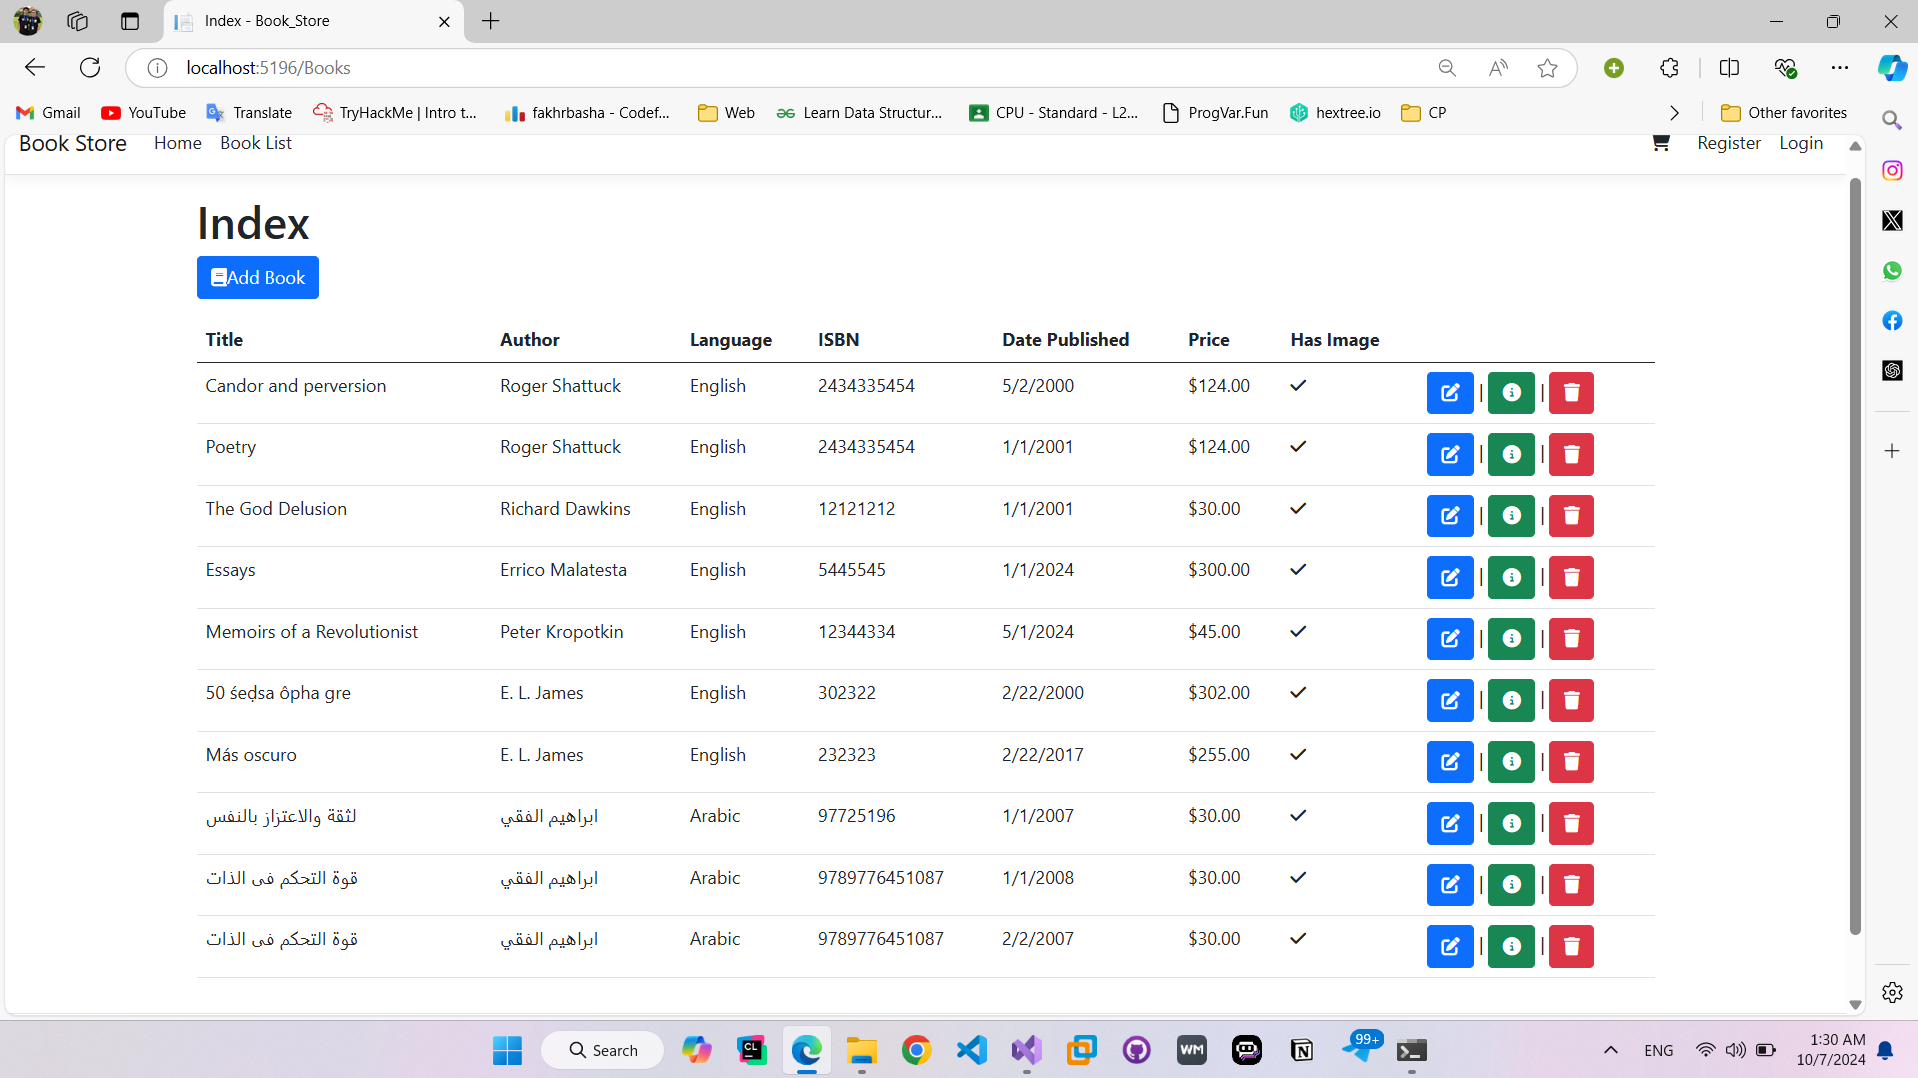 Index - Book_Store
localhost:5196/Books
Gmail YouTube Translate TryHackMe | Intro t... fakhrbasha - Codef... Web Learn Data Structur... CPU - Standard - L2... ProgVar.Fun hextree.io CP Other favorites
Book Store Home Book List Register Login
Index
Add Book
Title Author Language ISBN Date Published Price Has Image
Candor and perversion Roger Shattuck English 2434335454 5/2/2000 $124.00
Poetry Roger Shattuck English 2434335454 1/1/2001 $124.00
The God Delusion Richard Dawkins English 12121212 1/1/2001 $30.00
Essays Errico Malatesta English 5445545 1/1/2024 $300.00
Memoirs of a Revolutionist Peter Kropotkin English 12344334 5/1/2024 $45.00
50 śeḍsa ôpha gre E. L. James English 302322 2/22/2000 $302.00
Más oscuro E. L. James English 232323 2/22/2017 $255.00
لثقة والاعتزاز بالنفس ابراهيم الفقي Arabic 97725196 1/1/2007 $30.00
قوة التحكم فى الذات ابراهيم الفقي Arabic 9789776451087 1/1/2008 $30.00
قوة التحكم فى الذات ابراهيم الفقي Arabic 9789776451087 2/2/2007 $30.00
Search CL WM 99+ ENG 1:30 AM
10/7/2024